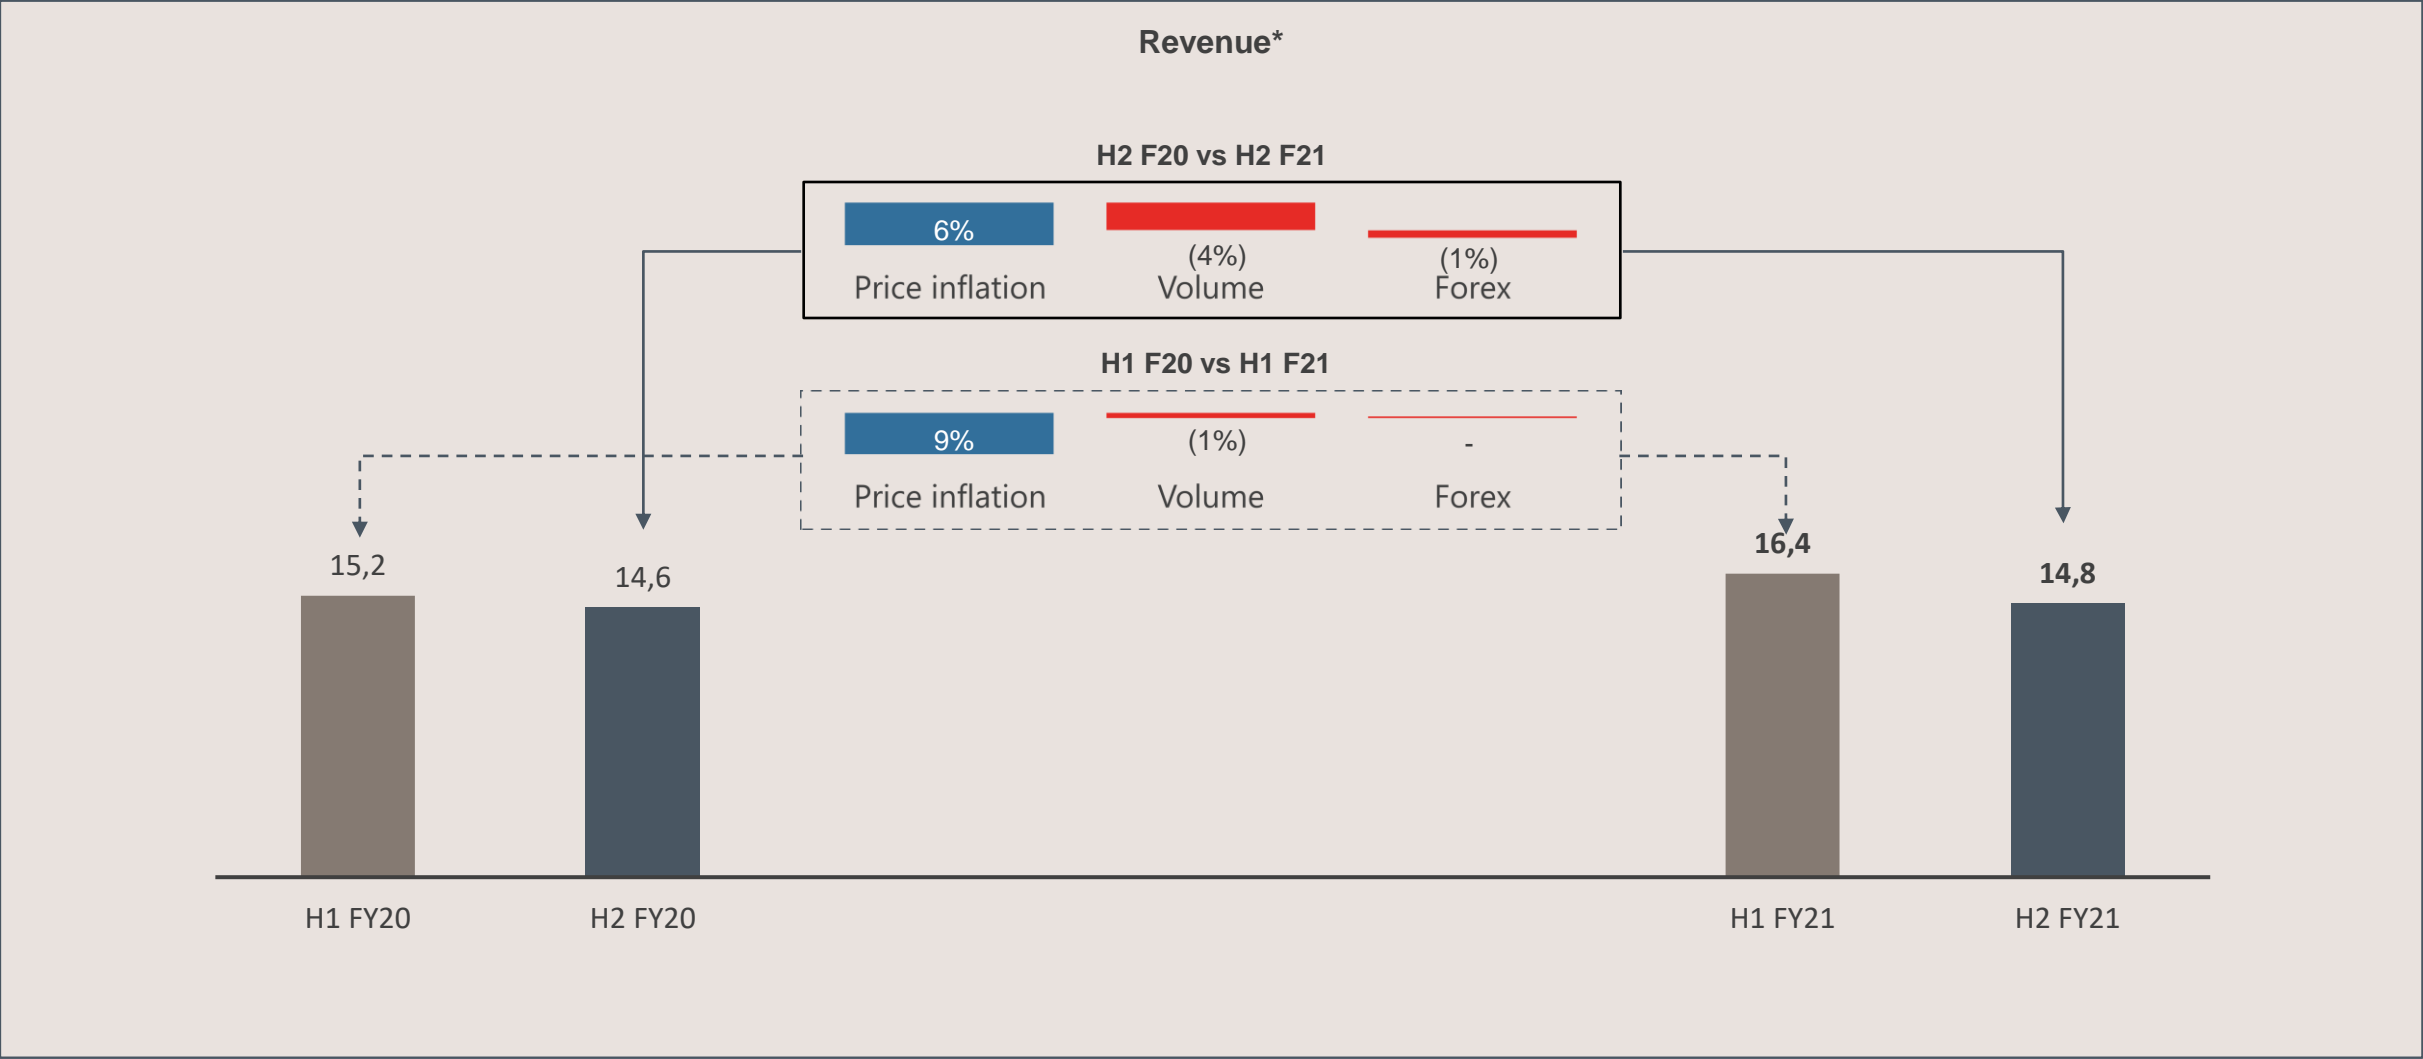 Revenue*
H2 F20 vs H2 F21
6%
(4%)
(1%)
Price inflation
Volume
Forex
H1 F20 vs H1 F21
9%
(1%)
-
Price inflation
Volume
Forex
15,2
14,6
16,4
14,8
H1 FY20
H2 FY20
H1 FY21
H2 FY21